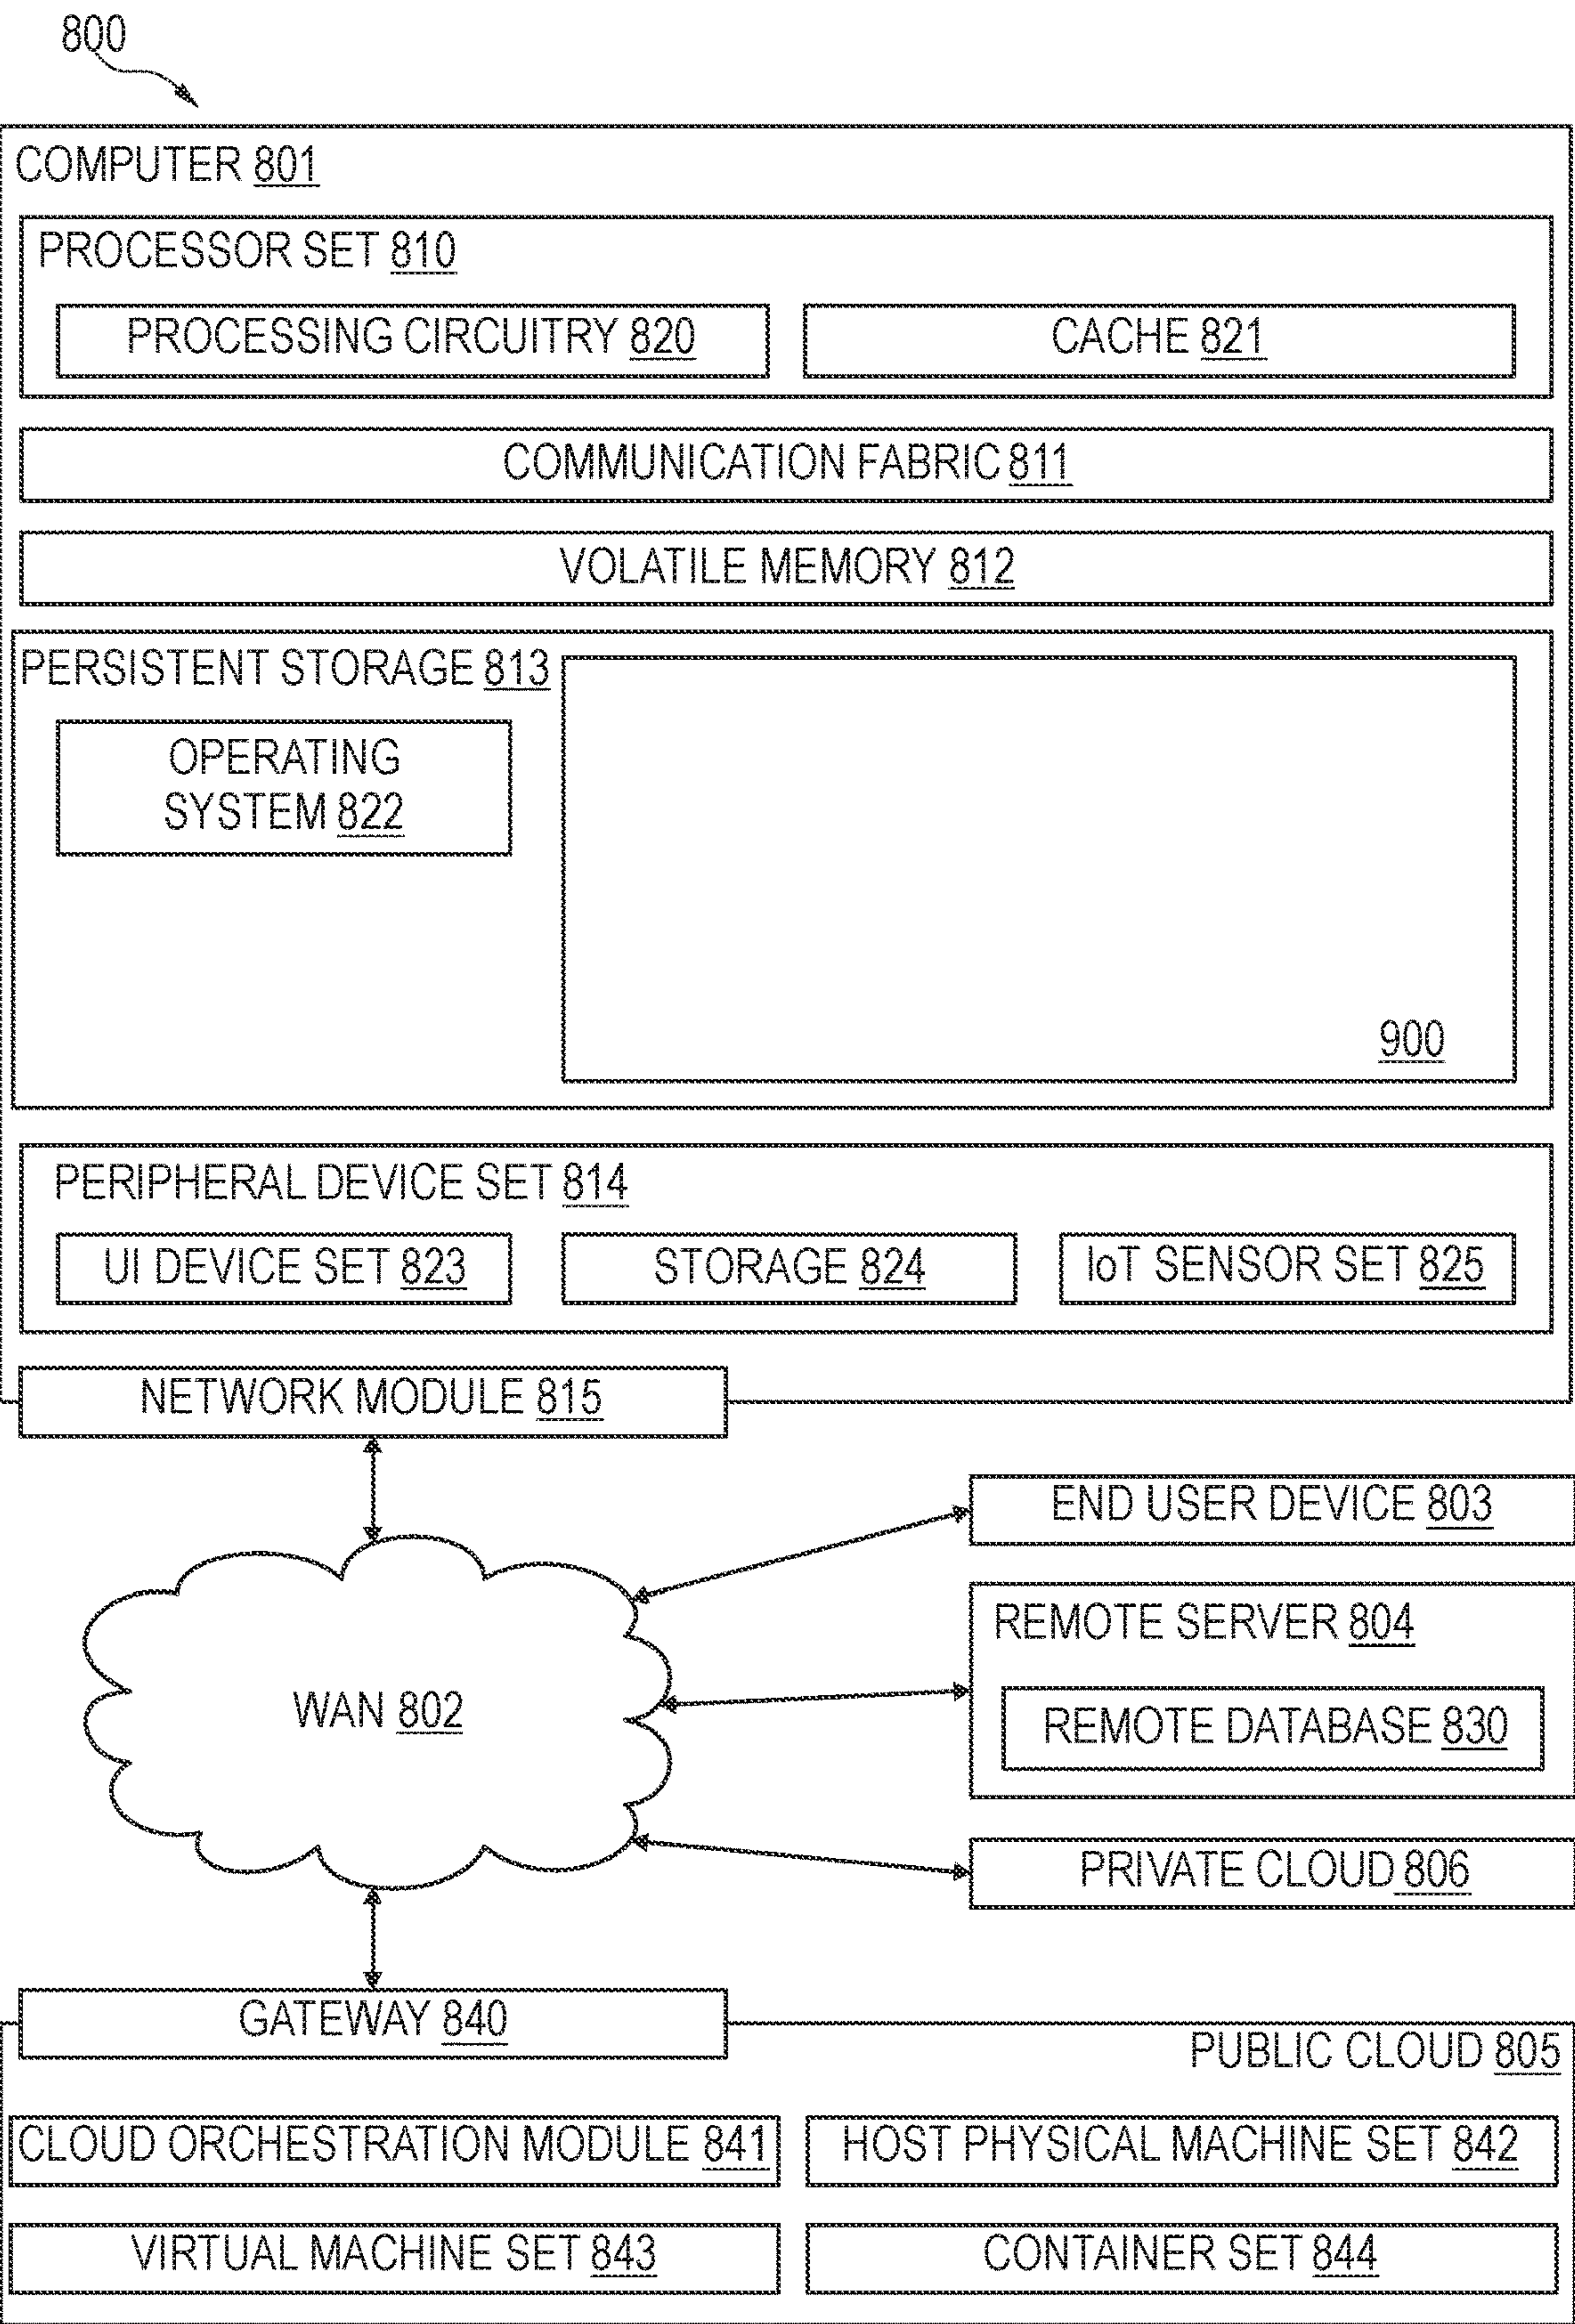 800
COMPUTER 801
PROCESSOR SET 810
PROCESSING CIRCUITRY 820
CACHE 821
COMMUNICATION FABRIC 811
VOLATILE MEMORY 812
PERSISTENT STORAGE 813
OPERATING
SYSTEM 822
900
PERIPHERAL DEVICE SET 814
UI DEVICE SET 823
STORAGE 824
IoT SENSOR SET 825
NETWORK MODULE 815
END USER DEVICE 803
REMOTE SERVER 804
WAN 802
REMOTE DATABASE 830
PRIVATE CLOUD 806
GATEWAY 840
PUBLIC CLOUD 805
CLOUD ORCHESTRATION MODULE 841
HOST PHYSICAL MACHINE SET 842
VIRTUAL MACHINE SET 843
CONTAINER SET 844